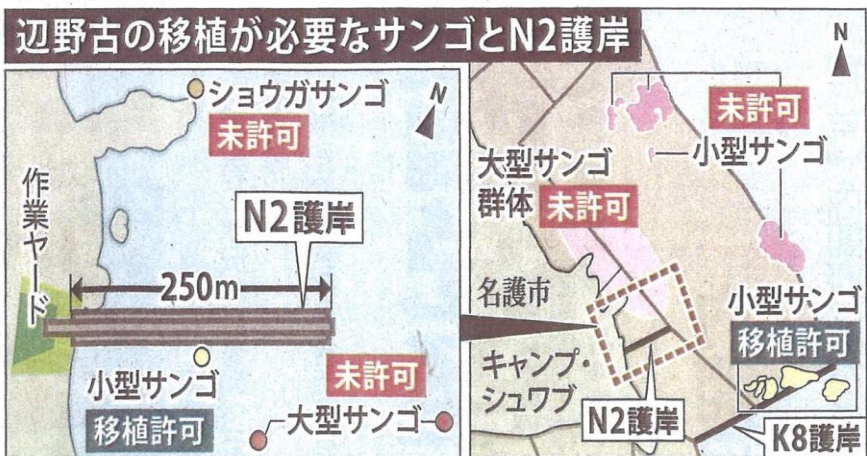 辺野古の移植が必要なサンゴとN2護岸
ショウガサンゴ
未許可
N
作業ヤード
N2護岸
250m
小型サンゴ
移植許可
未許可
大型サンゴ
N
未許可
小型サンゴ
大型サンゴ
群体 未許可
名護市
小型サンゴ
移植許可
キャンプ・
シュワブ
N2護岸
K8護岸